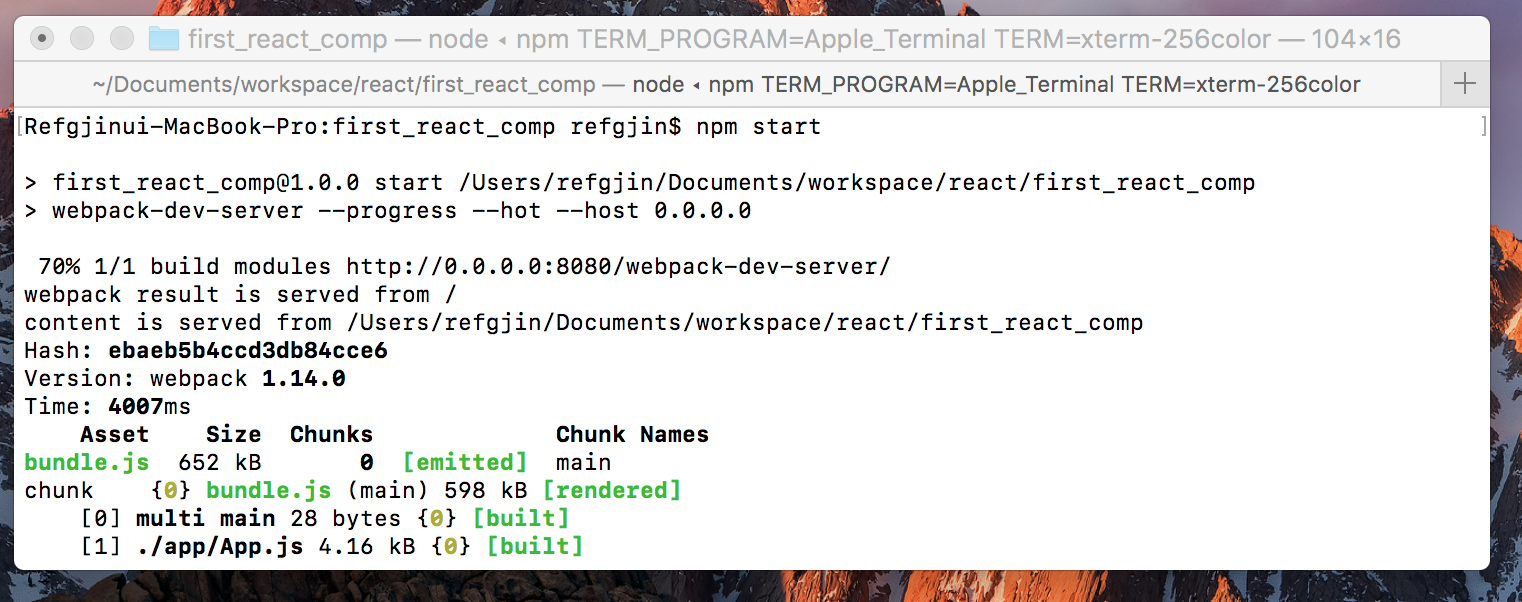 first_react_comp — node ◂ npm TERM_PROGRAM=Apple_Terminal TERM=xterm-256color — 104×16
~/Documents/workspace/react/first_react_comp — node ◂ npm TERM_PROGRAM=Apple_Terminal TERM=xterm-256color
[Refgjinui-MacBook-Pro:first_react_comp refgjin$ npm start ]
> first_react_comp@1.0.0 start /Users/refgjin/Documents/workspace/react/first_react_comp
> webpack-dev-server --progress --hot --host 0.0.0.0
70% 1/1 build modules http://0.0.0.0:8080/webpack-dev-server/
webpack result is served from /
content is served from /Users/refgjin/Documents/workspace/react/first_react_comp
Hash: ebaeb5b4ccd3db84cce6
Version: webpack 1.14.0
Time: 4007ms
Asset Size Chunks Chunk Names
bundle.js 652 kB 0 [emitted] main
chunk {0} bundle.js (main) 598 kB [rendered]
[0] multi main 28 bytes {0} [built]
[1] ./app/App.js 4.16 kB {0} [built]